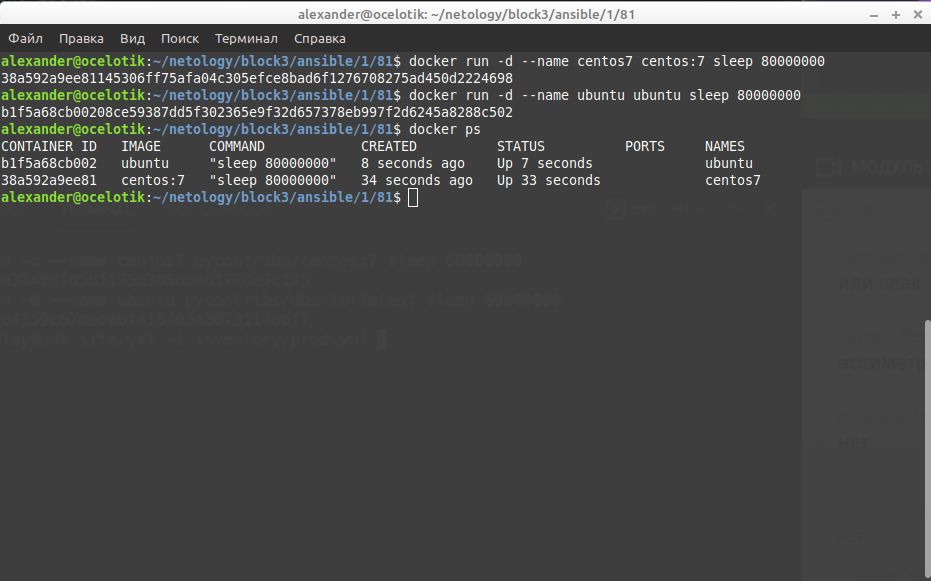 alexander@ocelotik: ~/netology/block3/ansible/1/81
Файл Правка Вид Поиск Терминал Справка
alexander@ocelotik:~/netology/block3/ansible/1/81$ docker run -d --name centos7 centos:7 sleep 80000000
38a592a9ee81145306ff75afa04c305efce8bad6f1276708275ad450d2224698
alexander@ocelotik:~/netology/block3/ansible/1/81$ docker run -d --name ubuntu ubuntu sleep 80000000
b1f5a68cb00208ce59387dd5f302365e9f32d657378eb997f2d6245a8288c502
alexander@ocelotik:~/netology/block3/ansible/1/81$ docker ps
CONTAINER ID IMAGE COMMAND CREATED STATUS PORTS NAMES
b1f5a68cb002 ubuntu "sleep 80000000" 8 seconds ago Up 7 seconds ubuntu
38a592a9ee81 centos:7 "sleep 80000000" 34 seconds ago Up 33 seconds centos7
alexander@ocelotik:~/netology/block3/ansible/1/81$
МОДУЛЬ